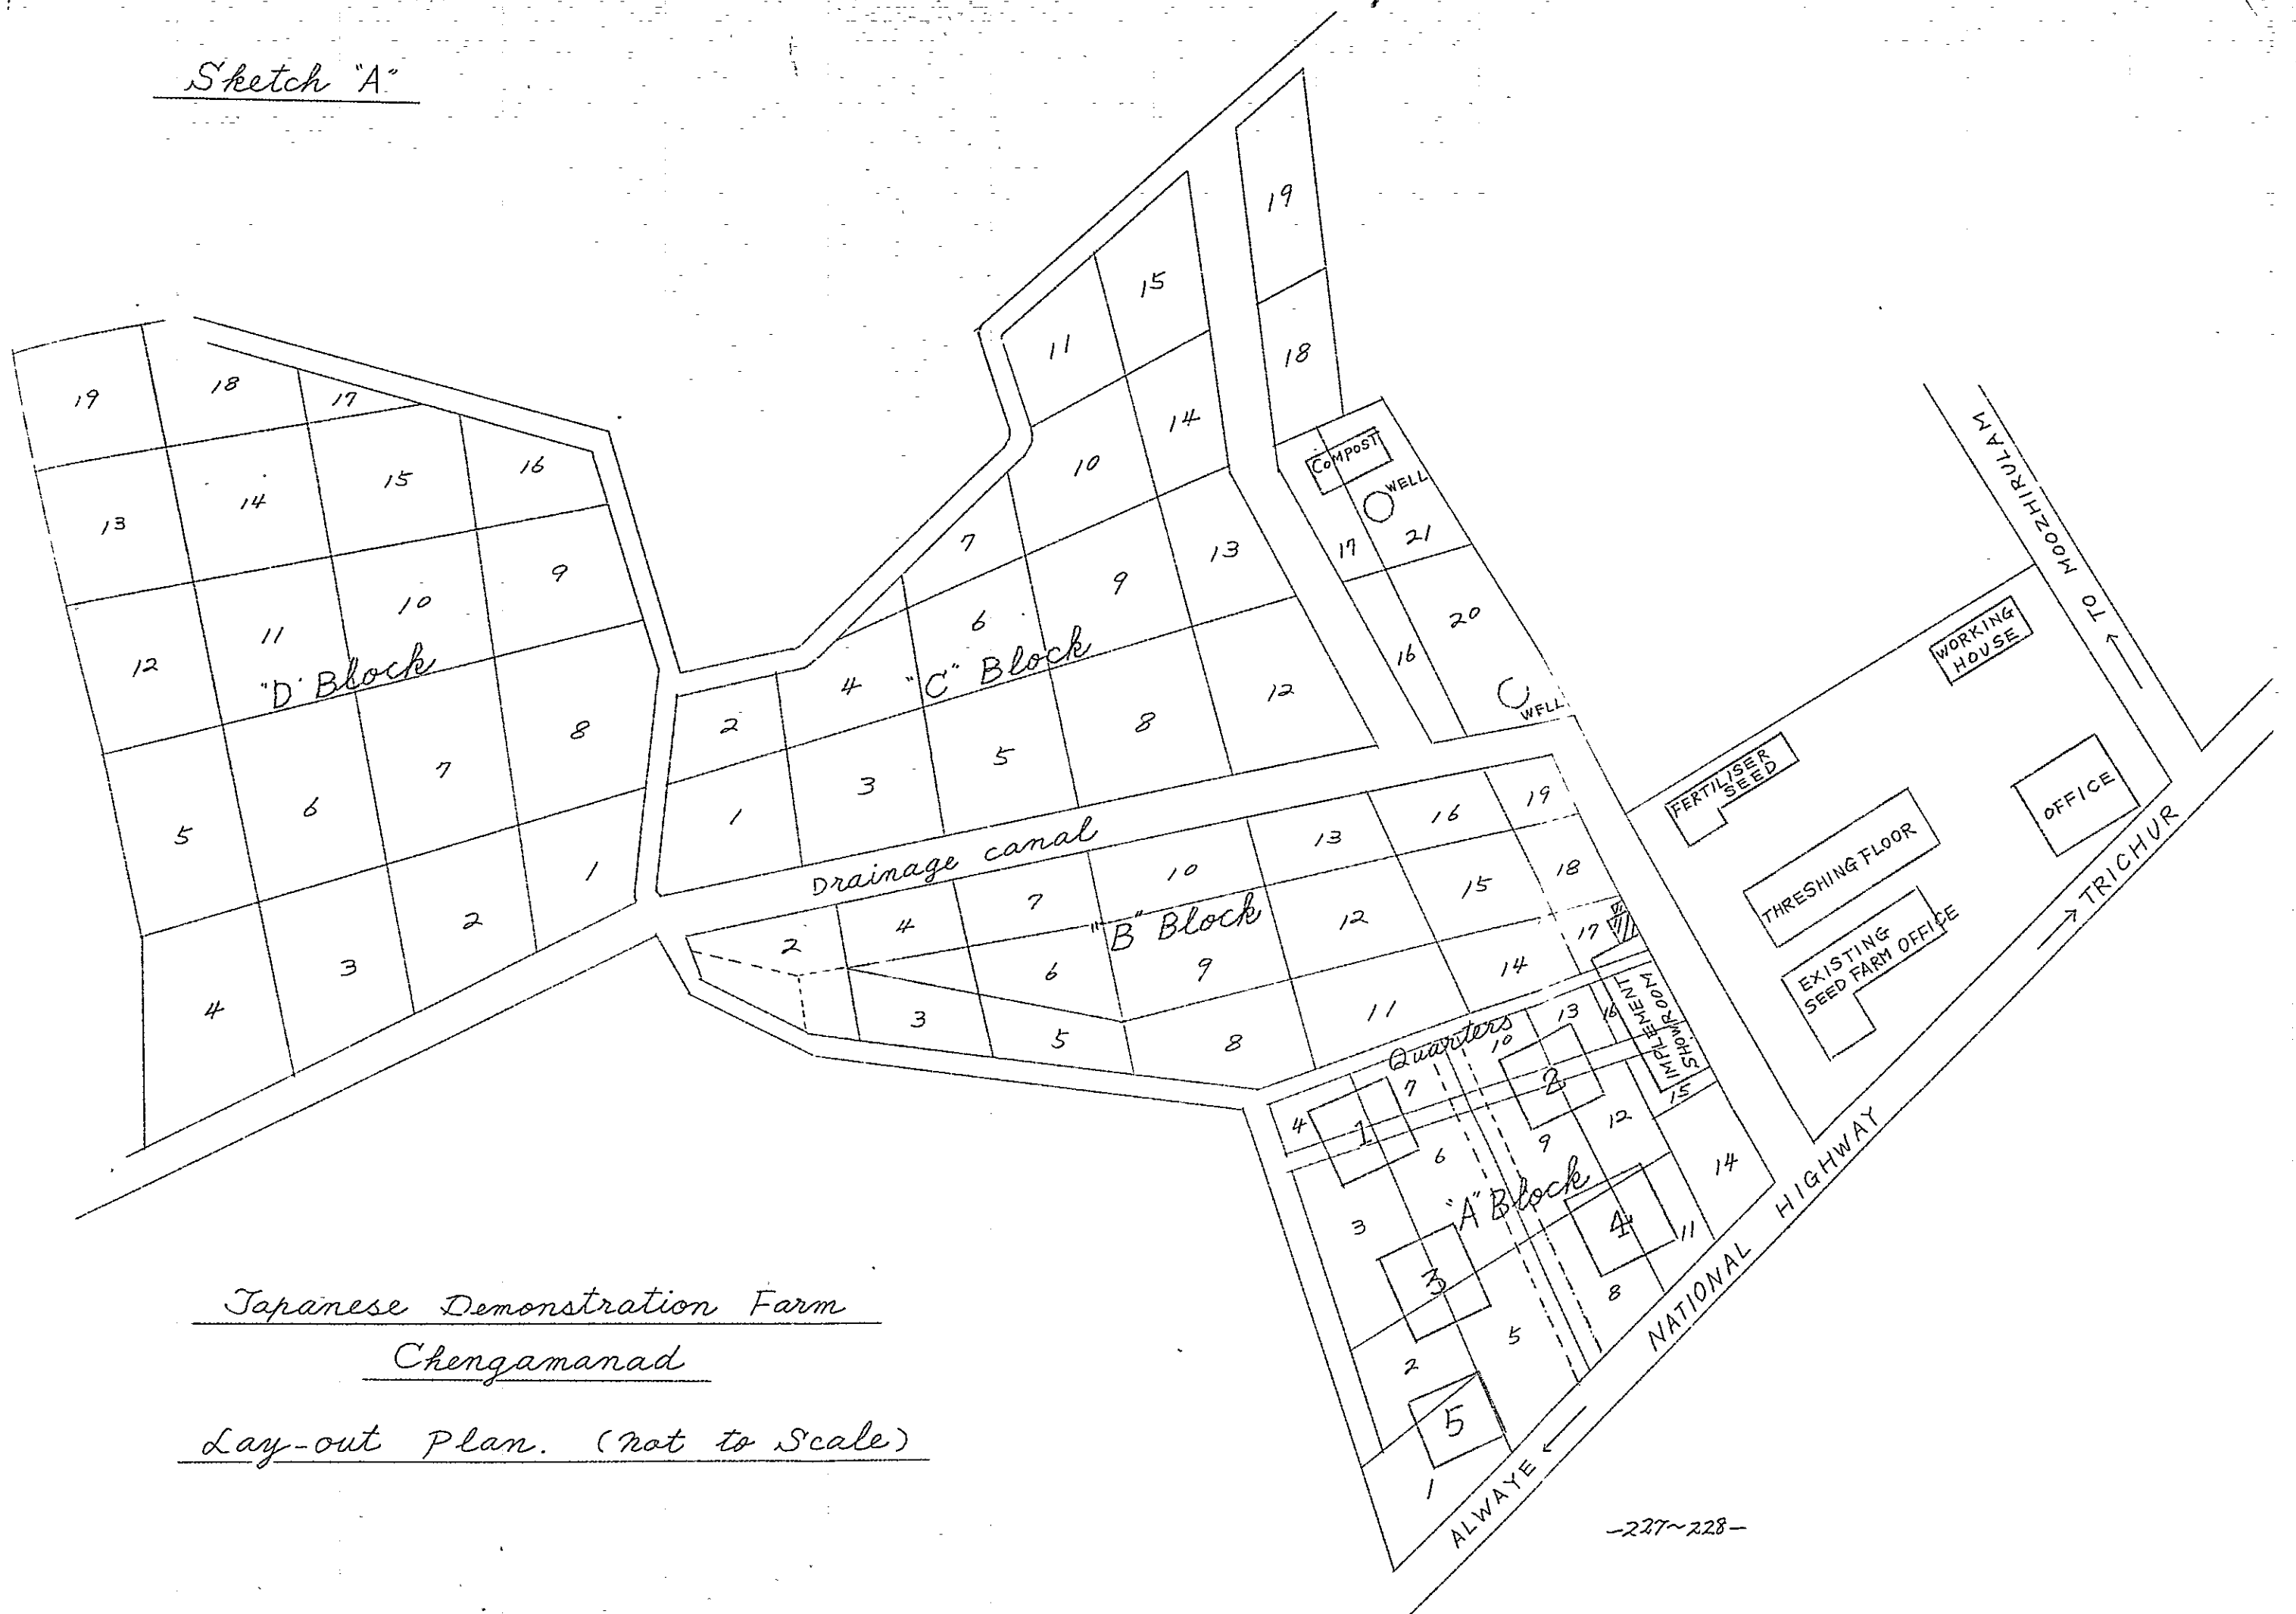 Sketch "A"
19
15
11
18
14
10
COMPOST
WELL
7
13
9
17
21
6
20
16
4
"C" Block
12
WELL
2
8
5
3
1
19
18
17
16
15
14
13
9
10
11
12
"D" Block
8
7
6
5
1
2
3
4
Drainage canal
19
16
13
10
7
4
2
18
15
12
"B" Block
9
6
17
14
11
8
5
3
Quarters
13
16
10
7
4
IMPLEMENT
SHOWROOM
15
1
2
6
9
12
14
"A" Block
3
3
4
11
8
5
2
5
1
TO MOOZHIRULAM
WORKING
HOUSE
FERTILISER
SEED
OFFICE
THRESHING FLOOR
EXISTING
SEED FARM OFFICE
TRICHUR
NATIONAL HIGHWAY
ALWAYE
Japanese Demonstration Farm
Chengamanad
Lay-out Plan. (not to Scale)
-227~228-